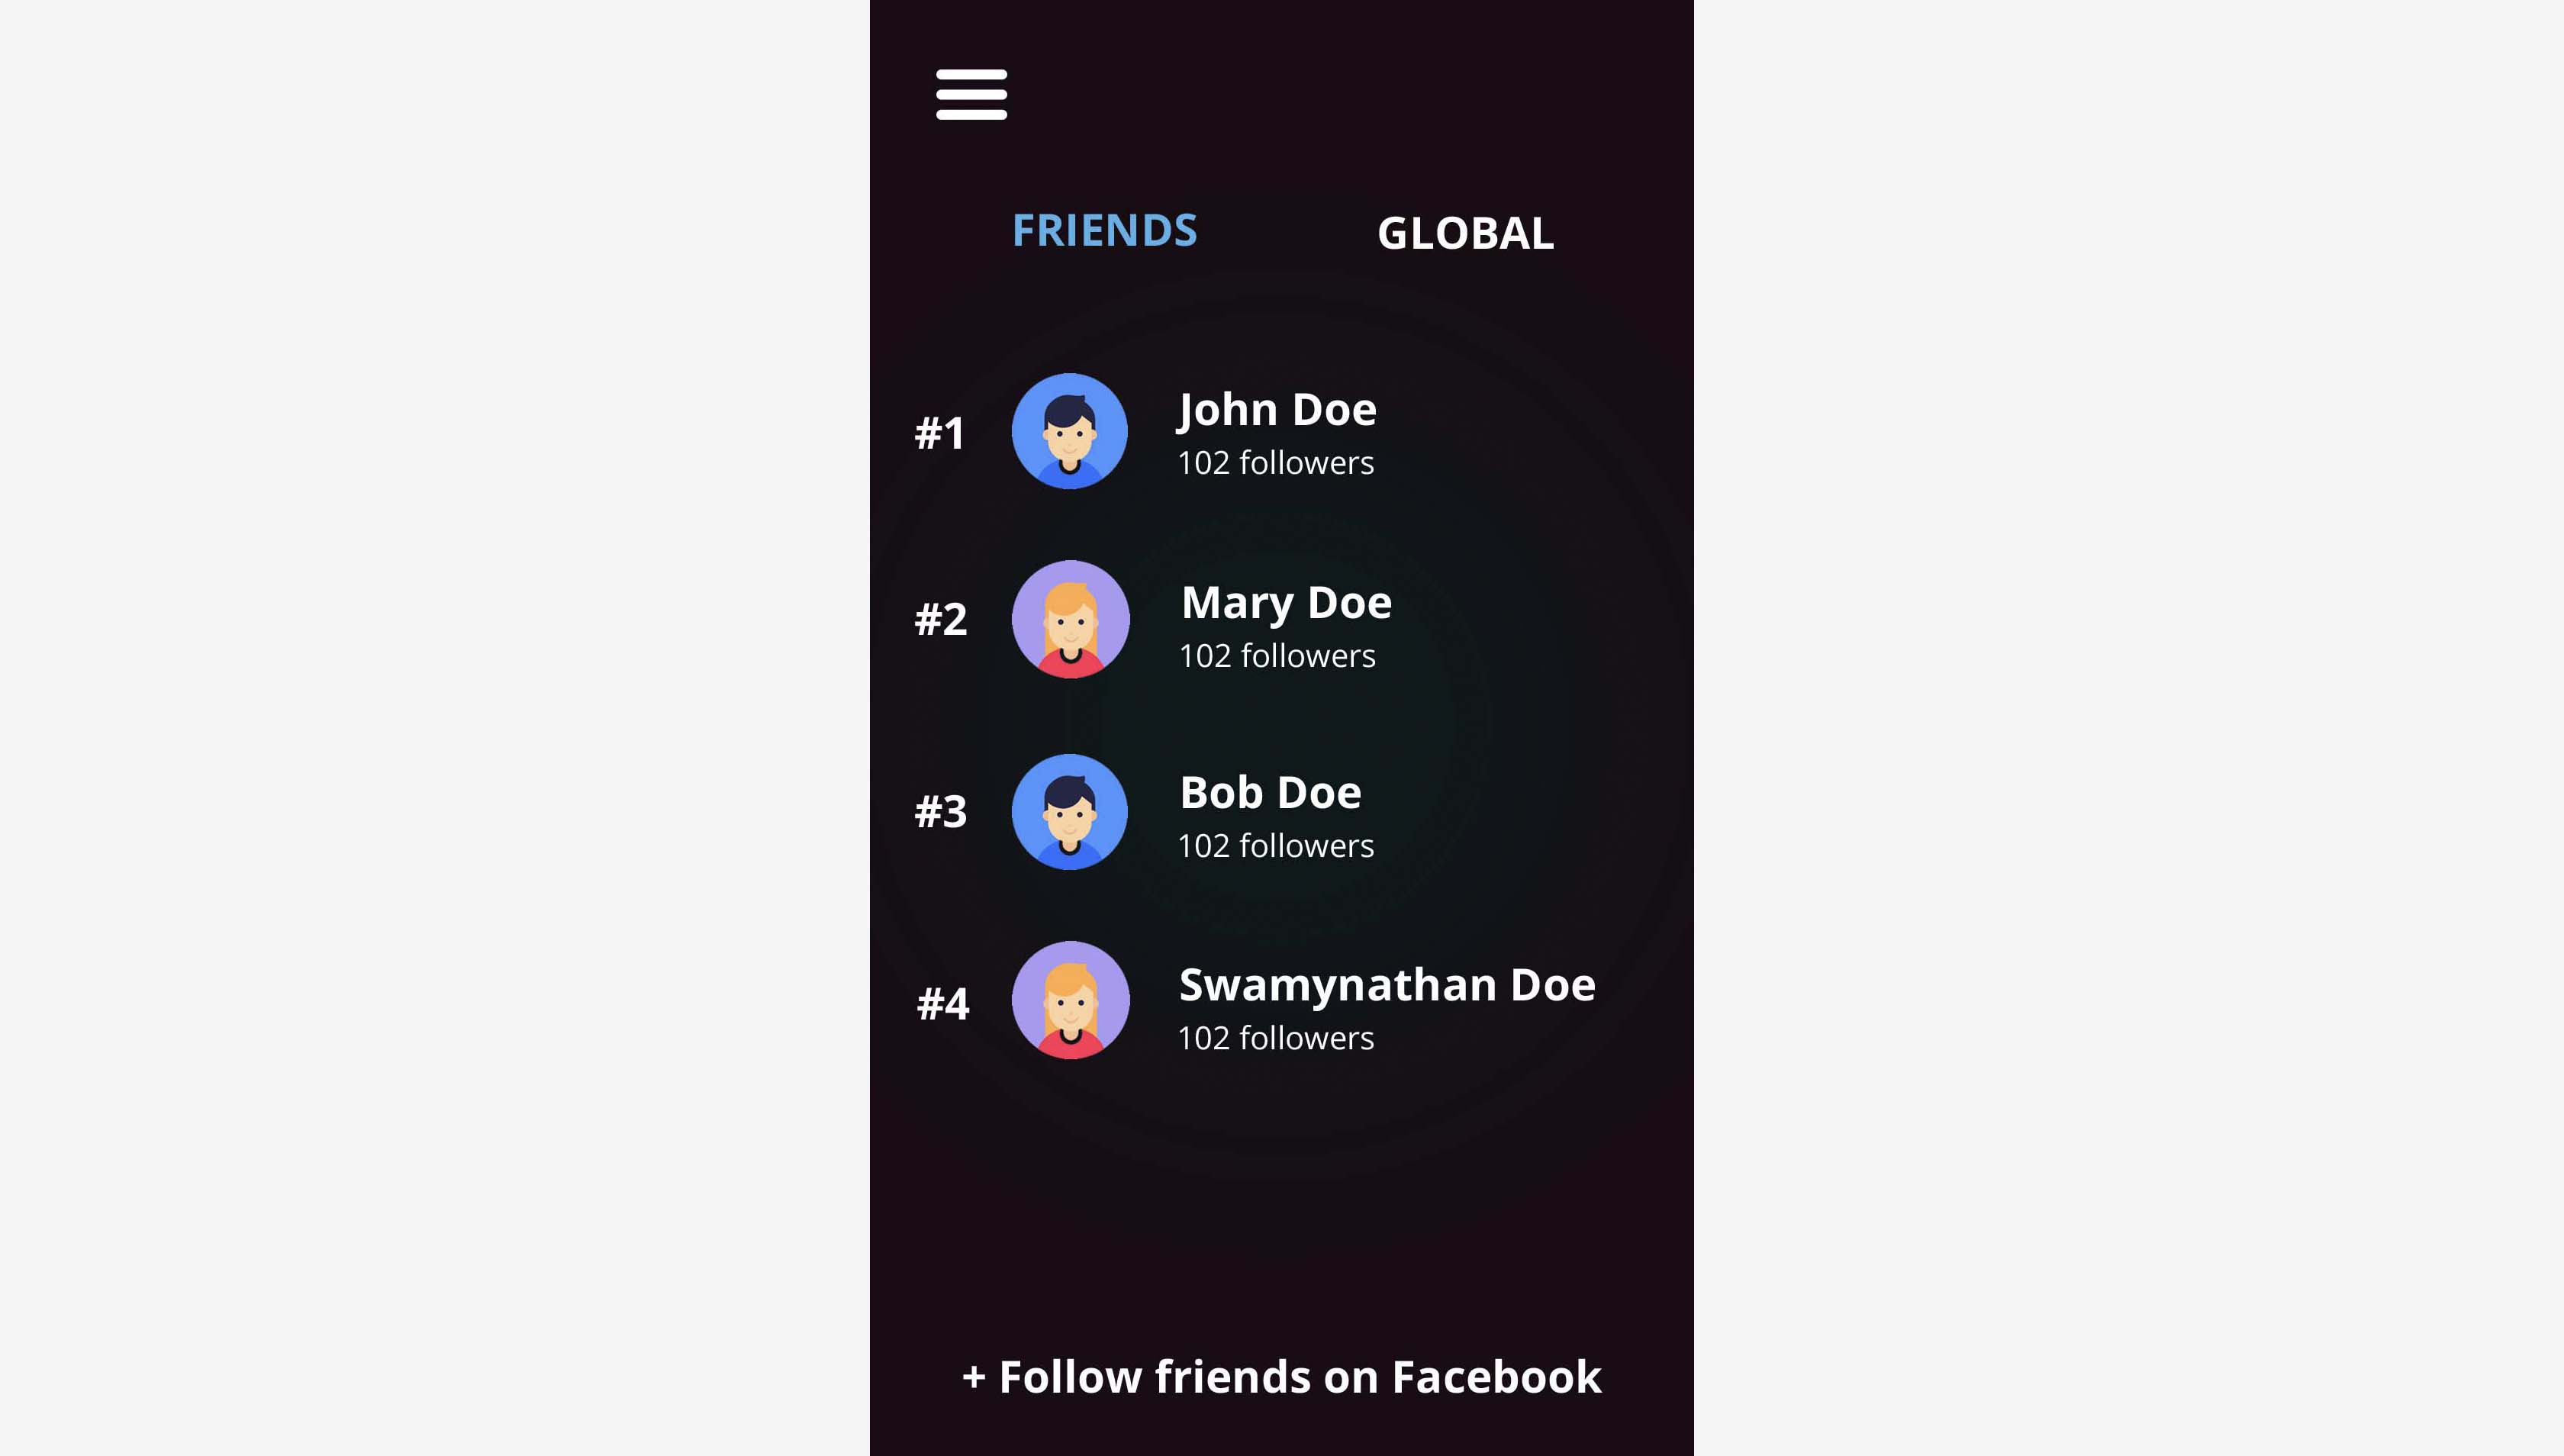 FRIENDS GLOBAL
#1 John Doe
102 followers
#2 Mary Doe
102 followers
#3 Bob Doe
102 followers
#4 Swamynathan Doe
102 followers
+ Follow friends on Facebook